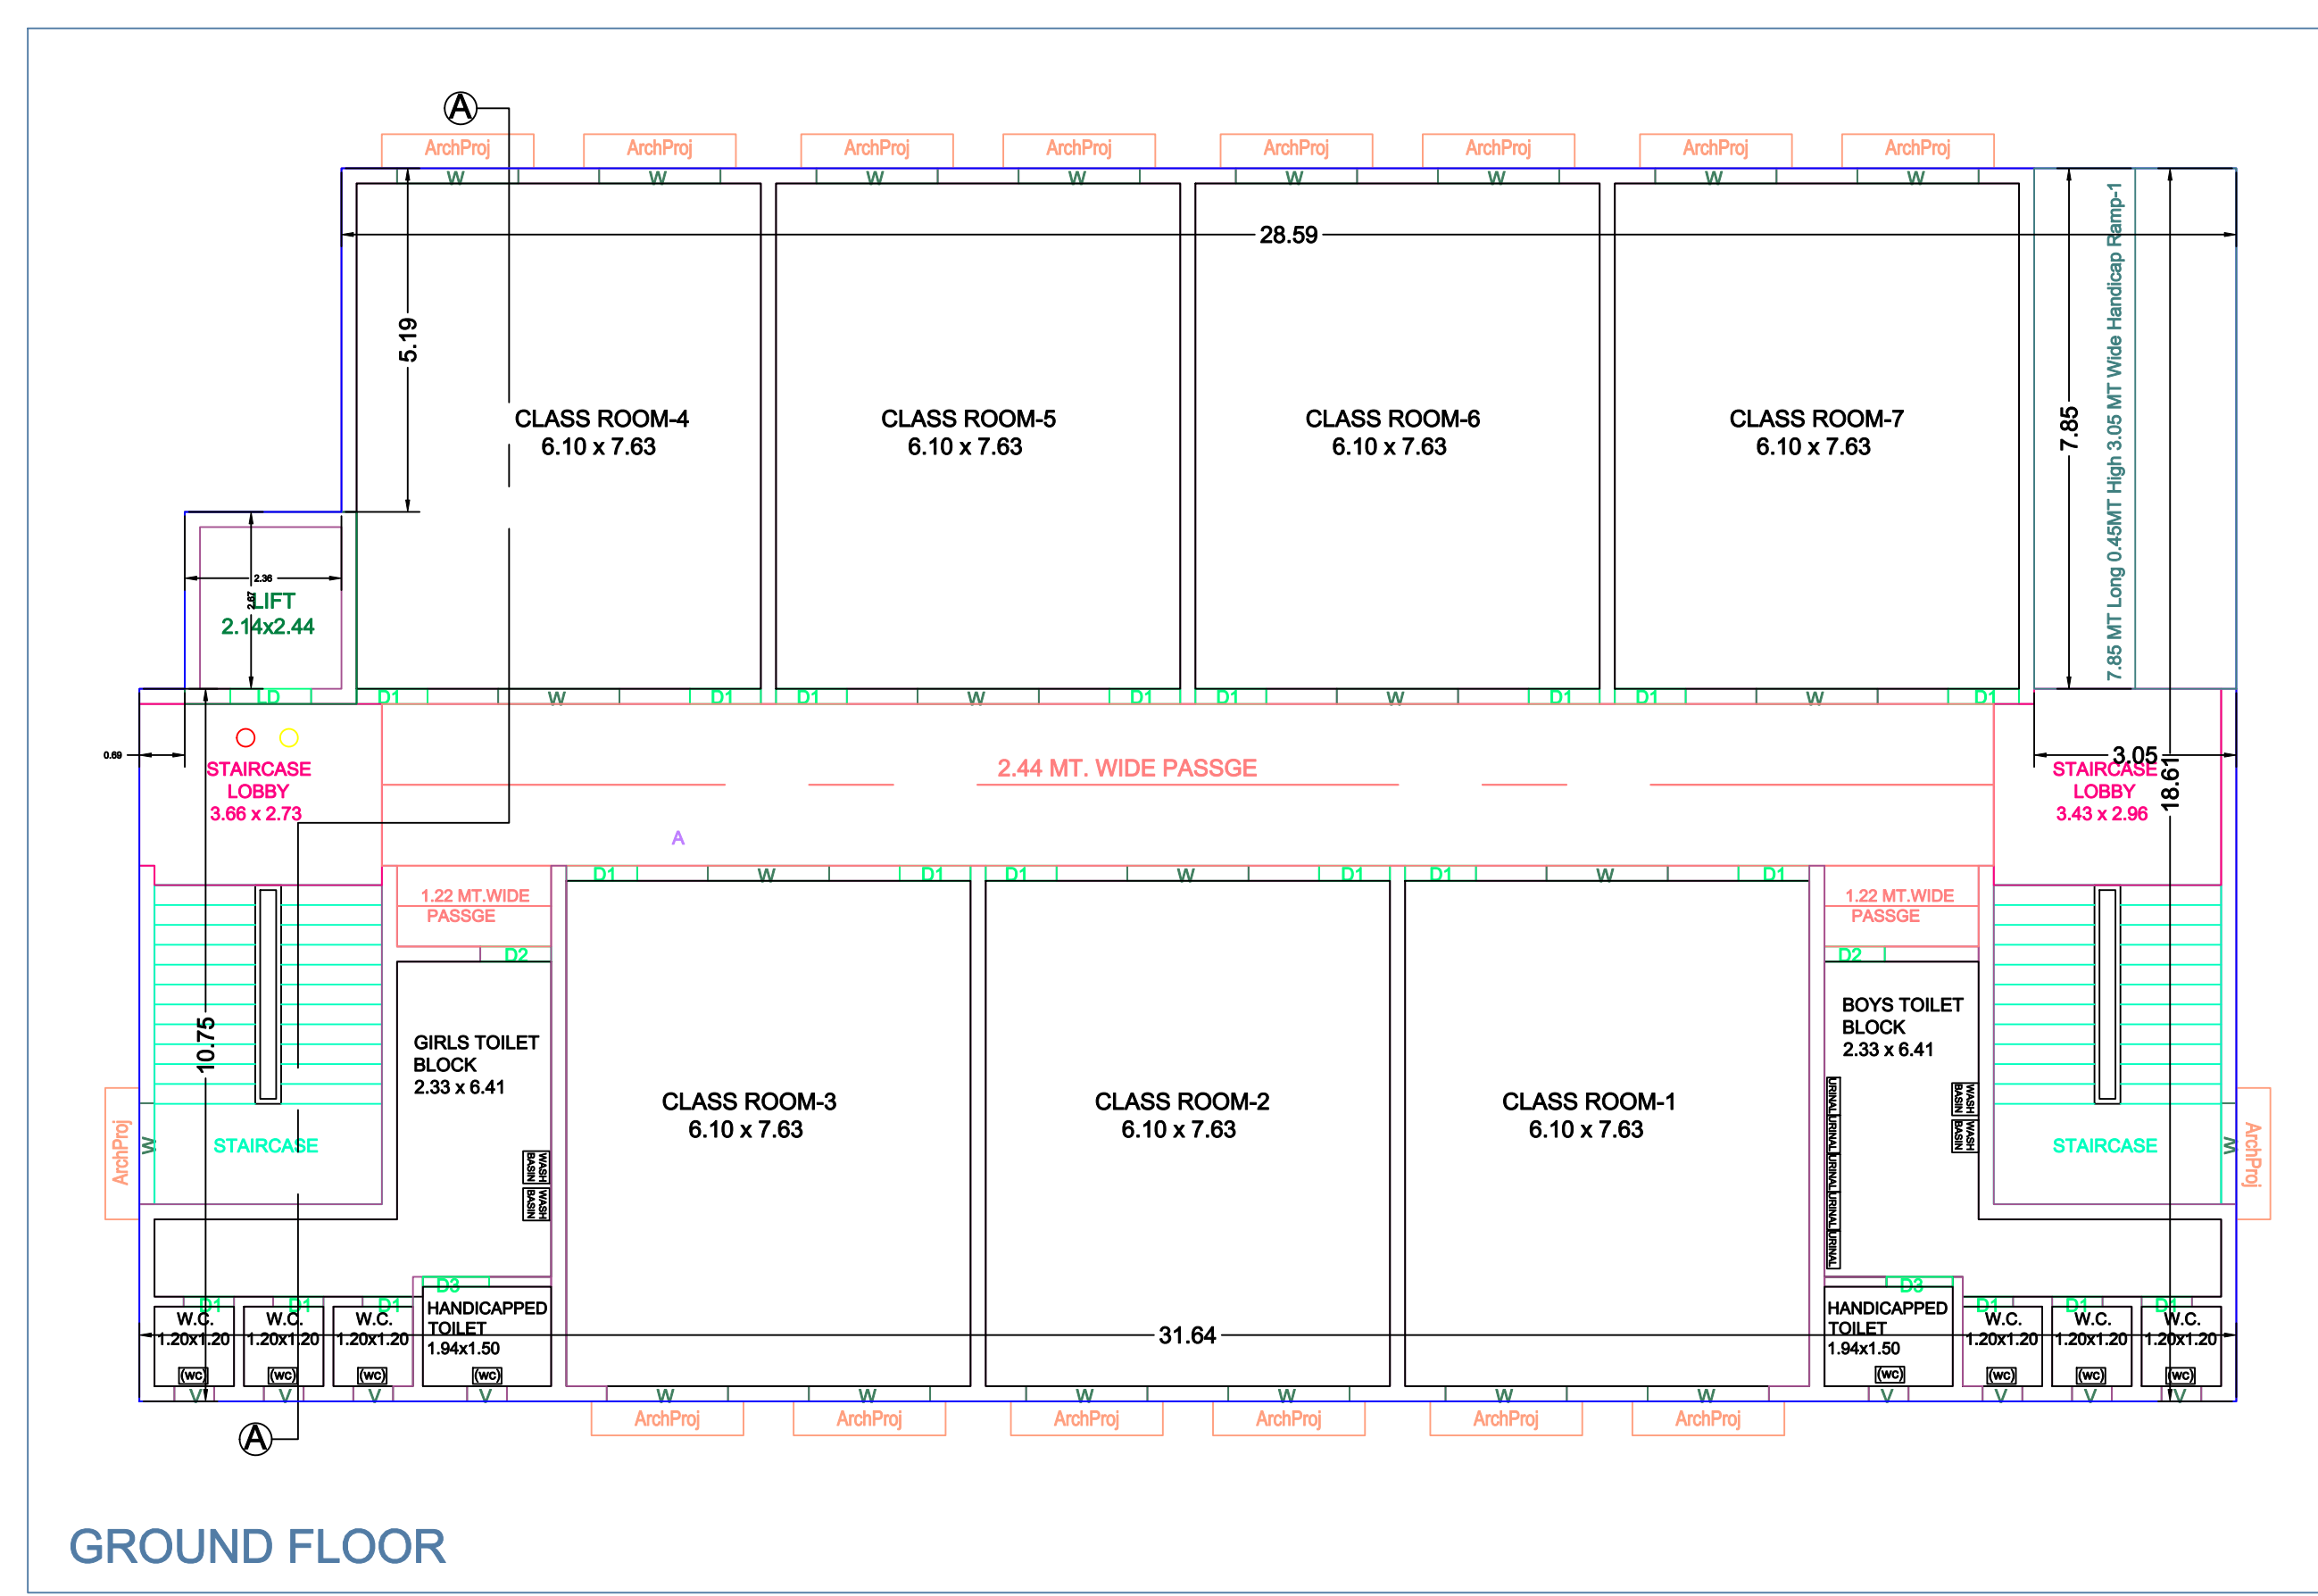 A
ArchProj ArchProj ArchProj ArchProj ArchProj ArchProj ArchProj ArchProj
W W W W W W W W
28.59
5.19
7.85
7.85 MT Long 0.45MT High 3.05 MT Wide Handicap Ramp-1
CLASS ROOM-4
6.10 x 7.63
CLASS ROOM-5
6.10 x 7.63
CLASS ROOM-6
6.10 x 7.63
CLASS ROOM-7
6.10 x 7.63
2.36
2.67
LIFT
2.14x2.44
LD D1 W D1 D1 W D1 D1 W D1 D1 W D1
0.69
STAIRCASE
LOBBY
3.66 x 2.73
2.44 MT. WIDE PASSGE
A
3.05
STAIRCASE
LOBBY
3.43 x 2.96
18.61
D1 W D1 D1 W D1 D1 W D1
1.22 MT.WIDE
PASSGE
1.22 MT.WIDE
PASSGE
D2
D2
10.75
GIRLS TOILET
BLOCK
2.33 x 6.41
BOYS TOILET
BLOCK
2.33 x 6.41
CLASS ROOM-3
6.10 x 7.63
CLASS ROOM-2
6.10 x 7.63
CLASS ROOM-1
6.10 x 7.63
URINAL
URINAL
URINAL
URINAL
URINAL
WASH
BASIN
WASH
BASIN
WASH
BASIN
WASH
BASIN
ArchProj
W
STAIRCASE
STAIRCASE
W
ArchProj
D3
D3
D1 D1 D1
D1 D1 D1
W.C.
1.20x1.20
(WC)
W.C.
1.20x1.20
(WC)
W.C.
1.20x1.20
(WC)
HANDICAPPED
TOILET
1.94x1.50
(WC)
31.64
HANDICAPPED
TOILET
1.94x1.50
(WC)
W.C.
1.20x1.20
(WC)
W.C.
1.20x1.20
(WC)
W.C.
1.20x1.20
(WC)
V V V V W W W W W W V V V V
ArchProj ArchProj ArchProj ArchProj ArchProj ArchProj
A
GROUND FLOOR